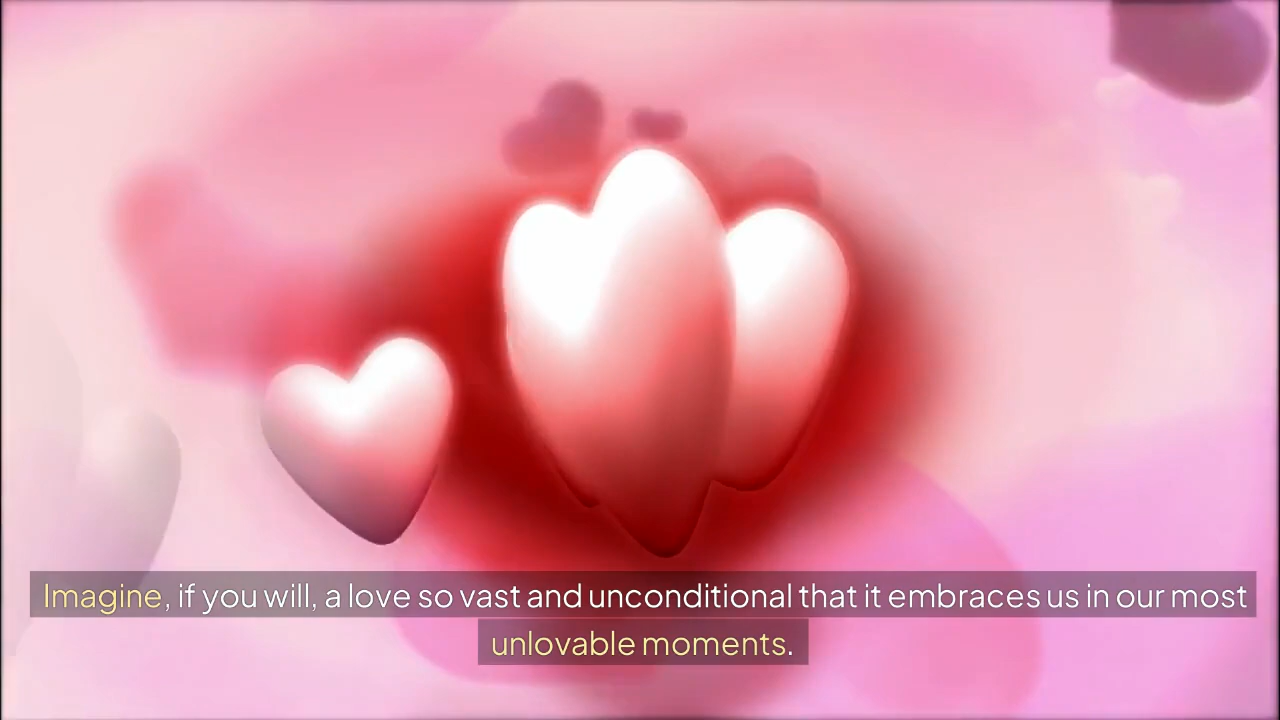 Imagine, if you will, a love so vast and unconditional that it embraces us in our most
unlovable moments.